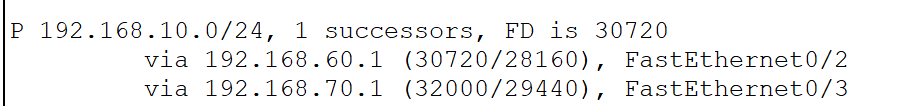 P 192.168.10.0/24, 1 successors, FD is 30720
via 192.168.60.1 (30720/28160), FastEthernet0/2
via 192.168.70.1 (32000/29440), FastEthernet0/3